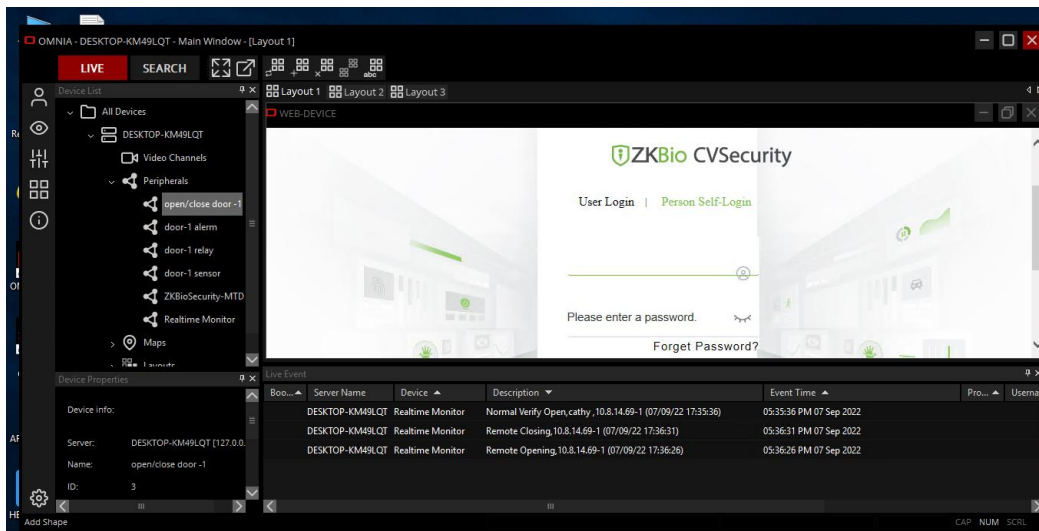 OMNIA - DESKTOP-KM49LQT - Main Window - [Layout 1]
LIVE SEARCH
abc
Device List
Layout 1 Layout 2 Layout 3
All Devices
WEB-DEVICE
DESKTOP-KM49LQT
Video Channels
ZKBio CVSecurity
Peripherals
open/close door -1
User Login | Person Self-Login
door-1 alerm
door-1 relay
door-1 sensor
ZKBioSecurity-MTD
Realtime Monitor
Please enter a password.
Maps
Forget Password?
Layouts
Device Properties
Live Event
Boo... Server Name Device Description Event Time Pro... Userna
Device info:
DESKTOP-KM49LQT Realtime Monitor Normal Verify Open,cathy ,10.8.14.69-1 (07/09/22 17:35:36) 05:35:36 PM 07 Sep 2022
DESKTOP-KM49LQT Realtime Monitor Remote Closing,10.8.14.69-1 (07/09/22 17:36:31) 05:36:31 PM 07 Sep 2022
Server: DESKTOP-KM49LQT [127.0.0.
DESKTOP-KM49LQT Realtime Monitor Remote Opening,10.8.14.69-1 (07/09/22 17:36:26) 05:36:26 PM 07 Sep 2022
Name: open/close door -1
ID: 3
Add Shape
CAP NUM SCRL